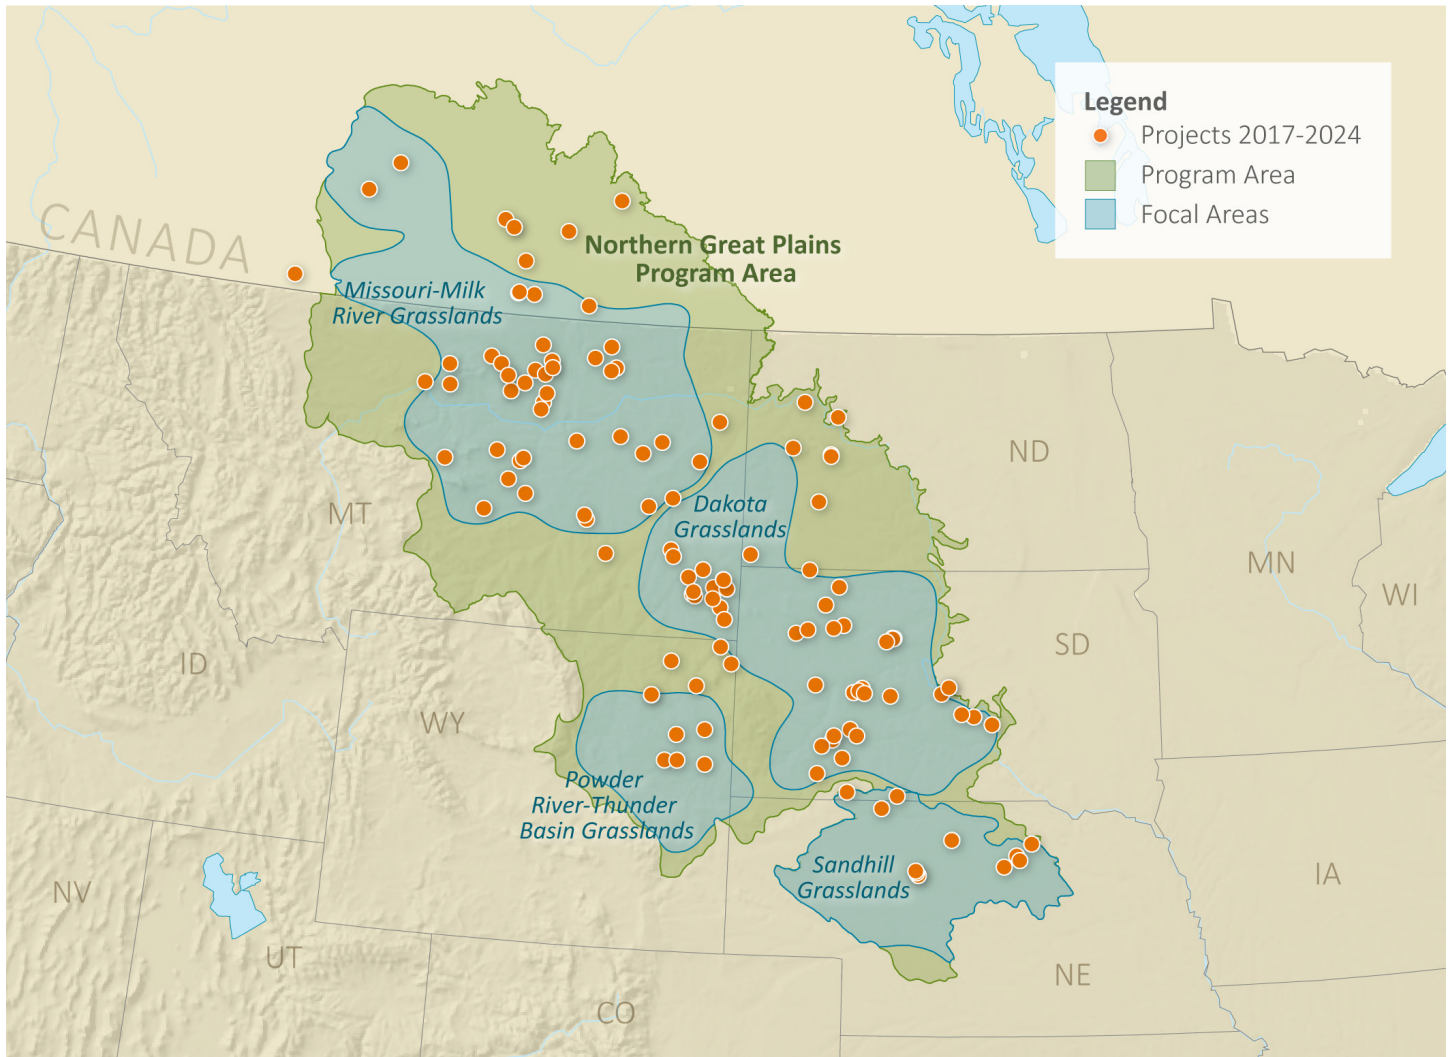 Legend
Projects 2017-2024
Program Area
Focal Areas
CANADA
Northern Great Plains
Program Area
Missouri-Milk
River Grasslands
ND
Dakota
Grasslands
MT
MN
WI
SD
ID
WY
Powder
River-Thunder
Basin Grasslands
Sandhill
Grasslands
IA
NV
UT
NE
CO